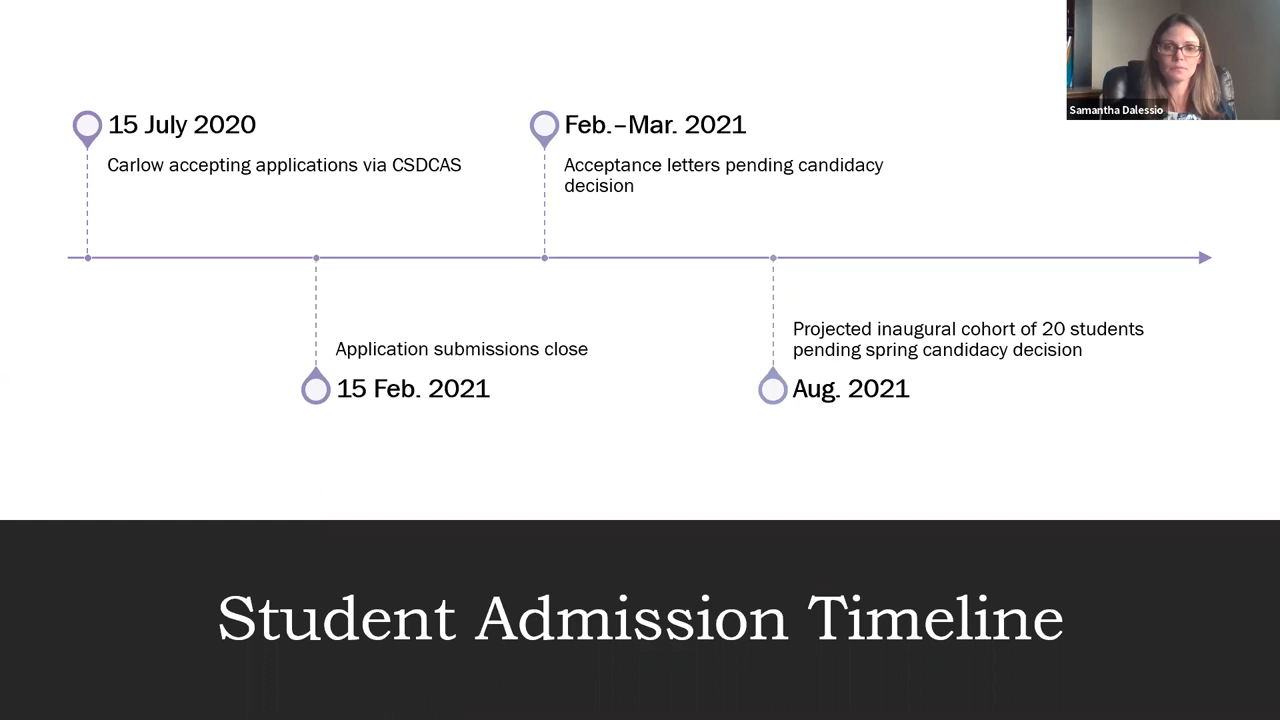 Samantha Dalessio
15 July 2020
Carlow accepting applications via CSDCAS
Feb.–Mar. 2021
Acceptance letters pending candidacy
decision
Application submissions close
15 Feb. 2021
Projected inaugural cohort of 20 students
pending spring candidacy decision
Aug. 2021
Student Admission Timeline